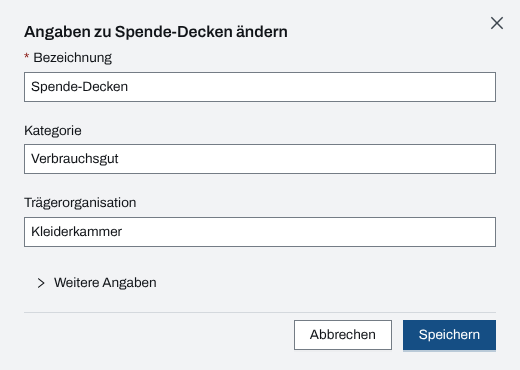 Angaben zu Spende-Decken ändern
* Bezeichnung
Spende-Decken
Kategorie
Verbrauchsgut
Trägerorganisation
Kleiderkammer
Weitere Angaben
Abbrechen Speichern